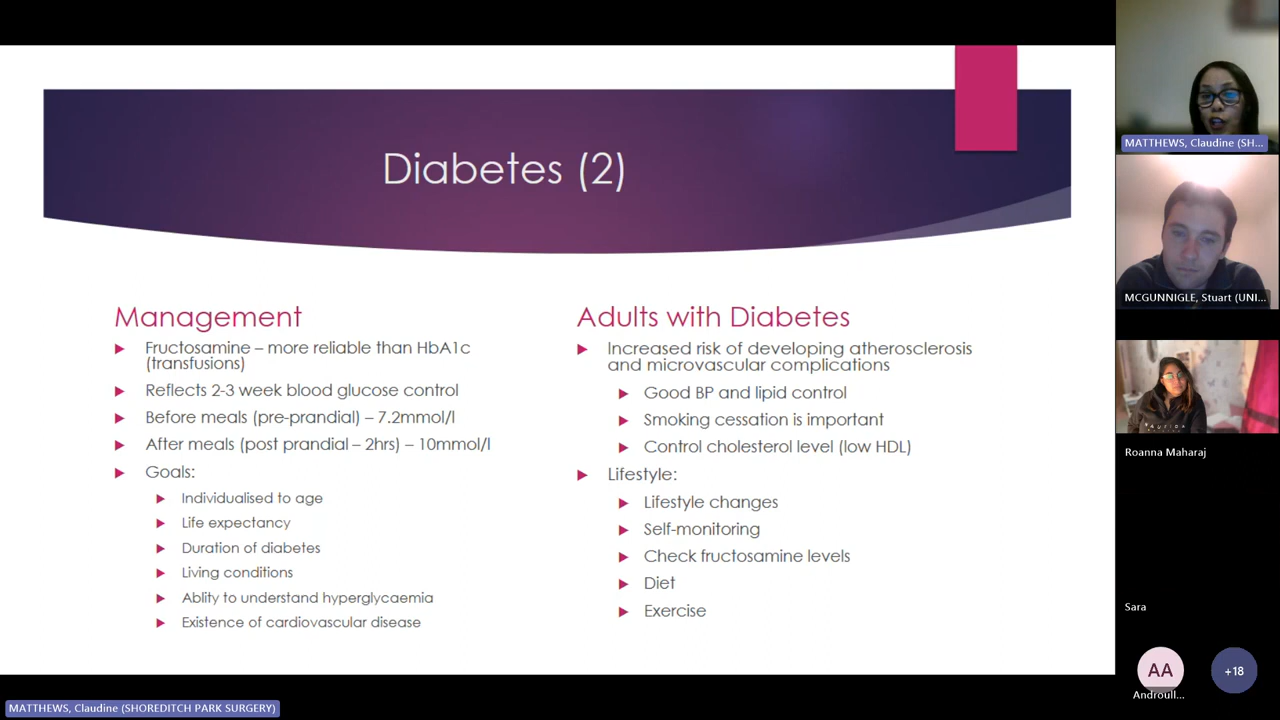 Diabetes (2)
Management
Fructosamine – more reliable than HbA1c
(transfusions)
Reflects 2-3 week blood glucose control
Before meals (pre-prandial) – 7.2mmol/l
After meals (post prandial – 2hrs) – 10mmol/l
Goals:
Individualised to age
Life expectancy
Duration of diabetes
Living conditions
Ablity to understand hyperglycaemia
Existence of cardiovascular disease
Adults with Diabetes
Increased risk of developing atherosclerosis
and microvascular complications
Good BP and lipid control
Smoking cessation is important
Control cholesterol level (low HDL)
Lifestyle:
Lifestyle changes
Self-monitoring
Check fructosamine levels
Diet
Exercise
MATTHEWS, Claudine (SH...
MCGUNNIGLE, Stuart (UNI...
Roanna Maharaj
Sara
AA
+18
Androull...
MATTHEWS, Claudine (SHOREDITCH PARK SURGERY)